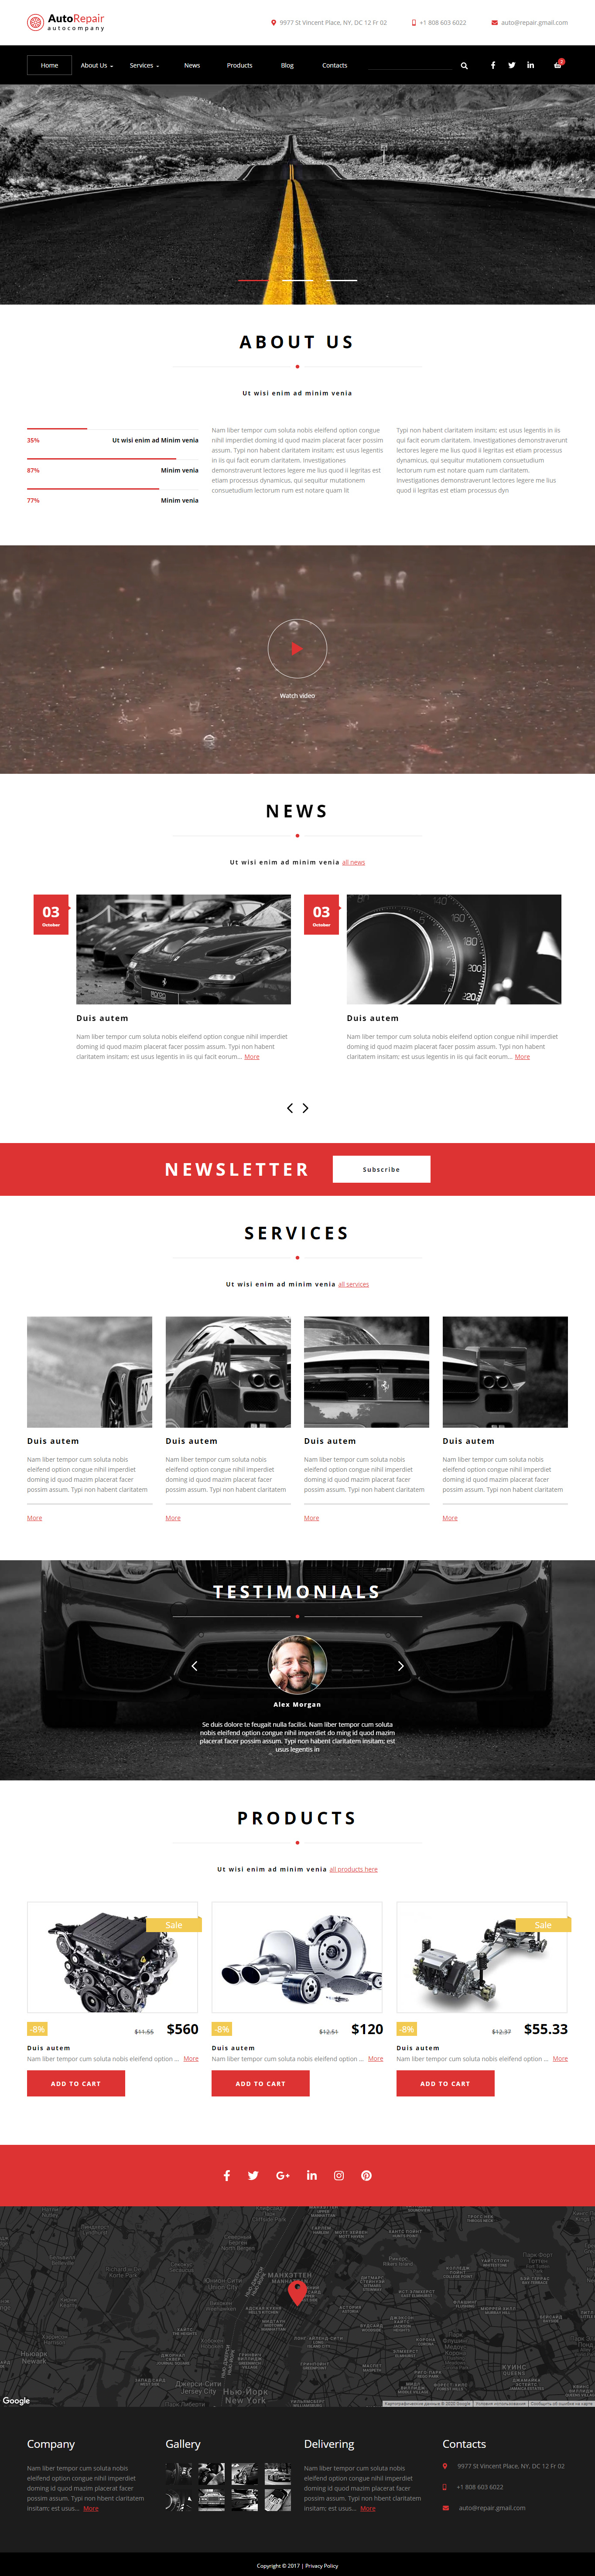 AutoRepair
autocompany
9977 St Vincent Place, NY, DC 12 Fr 02
+1 808 603 6022
auto@repair.gmail.com
Home
About Us
Services
News
Products
Blog
Contacts
ABOUT US
Ut wisi enim ad minim venia
35%
Ut wisi enim ad Minim venia
87%
Minim venia
77%
Minim venia
Nam liber tempor cum soluta nobis eleifend option congue
nihil imperdiet doming id quod mazim placerat facer possim
assum. Typi non habent claritatem insitam; est usus legentis
in iis qui facit eorum claritatem. Investigationes
demonstraverunt lectores legere me lius quod ii legritas est
etiam processus dynamicus, qui sequitur mutationem
consuetudium lectorum rum est notare quam lit
Typi non habent claritatem insitam; est usus legentis in iis
qui facit eorum claritatem. Investigationes demonstraverunt
lectores legere me lius quod ii legritas est etiam processus
dynamicus, qui sequitur mutationem consuetudium
lectorum rum est notare quam rum claritatem.
Investigationes demonstraverunt lectores legere me lius
quod ii legritas est etiam processus dyn
Watch video
NEWS
Ut wisi enim ad minim venia all news
03
October
Duis autem
Nam liber tempor cum soluta nobis eleifend option congue nihil imperdiet
doming id quod mazim placerat facer possim assum. Typi non habent
claritatem insitam; est usus legentis in iis qui facit eorum... More
03
October
Duis autem
Nam liber tempor cum soluta nobis eleifend option congue nihil imperdiet
doming id quod mazim placerat facer possim assum. Typi non habent
claritatem insitam; est usus legentis in iis qui facit eorum... More
NEWSLETTER
Subscribe
SERVICES
Ut wisi enim ad minim venia all services
Duis autem
Nam liber tempor cum soluta nobis
eleifend option congue nihil imperdiet
doming id quod mazim placerat facer
possim assum. Typi non habent claritatem
More
Duis autem
Nam liber tempor cum soluta nobis
eleifend option congue nihil imperdiet
doming id quod mazim placerat facer
possim assum. Typi non habent claritatem
More
Duis autem
Nam liber tempor cum soluta nobis
eleifend option congue nihil imperdiet
doming id quod mazim placerat facer
possim assum. Typi non habent claritatem
More
Duis autem
Nam liber tempor cum soluta nobis
eleifend option congue nihil imperdiet
doming id quod mazim placerat facer
possim assum. Typi non habent claritatem
More
TESTIMONIALS
Alex Morgan
Se duis dolore te feugait nulla facilisi. Nam liber tempor cum soluta
nobis eleifend option congue nihil imperdiet do ming id quod mazim
placerat facer possim assum. Typi non habent claritatem insitam; est
usus legentis in
PRODUCTS
Ut wisi enim ad minim venia all products here
Sale
-8%
$11.55
$560
Duis autem
Nam liber tempor cum soluta nobis eleifend option ... More
ADD TO CART
-8%
$12.51
$120
Duis autem
Nam liber tempor cum soluta nobis eleifend option ... More
ADD TO CART
Sale
-8%
$12.37
$55.33
Duis autem
Nam liber tempor cum soluta nobis eleifend option ... More
ADD TO CART
МАНХЭТТЕН
MANHATTAN
Ньюарк
Newark
Джерси-Сити
Jersey City
Нью-Йорк
New York
КУИНС
QUEENS
Google
Company
Nam liber tempor cum soluta nobis
eleifend option congue nihil imperdiet
doming id quod mazim placerat facer
possim assum. Typi non hbent claritatem
insitam; est usus... More
Gallery
Delivering
Nam liber tempor cum soluta nobis
eleifend option congue nihil imperdiet
doming id quod mazim placerat facer
possim assum. Typi non habent claritatem
insitam; est usus... More
Contacts
9977 St Vincent Place, NY, DC 12 Fr 02
+1 808 603 6022
auto@repair.gmail.com
Copyright © 2017 | Privacy Policy